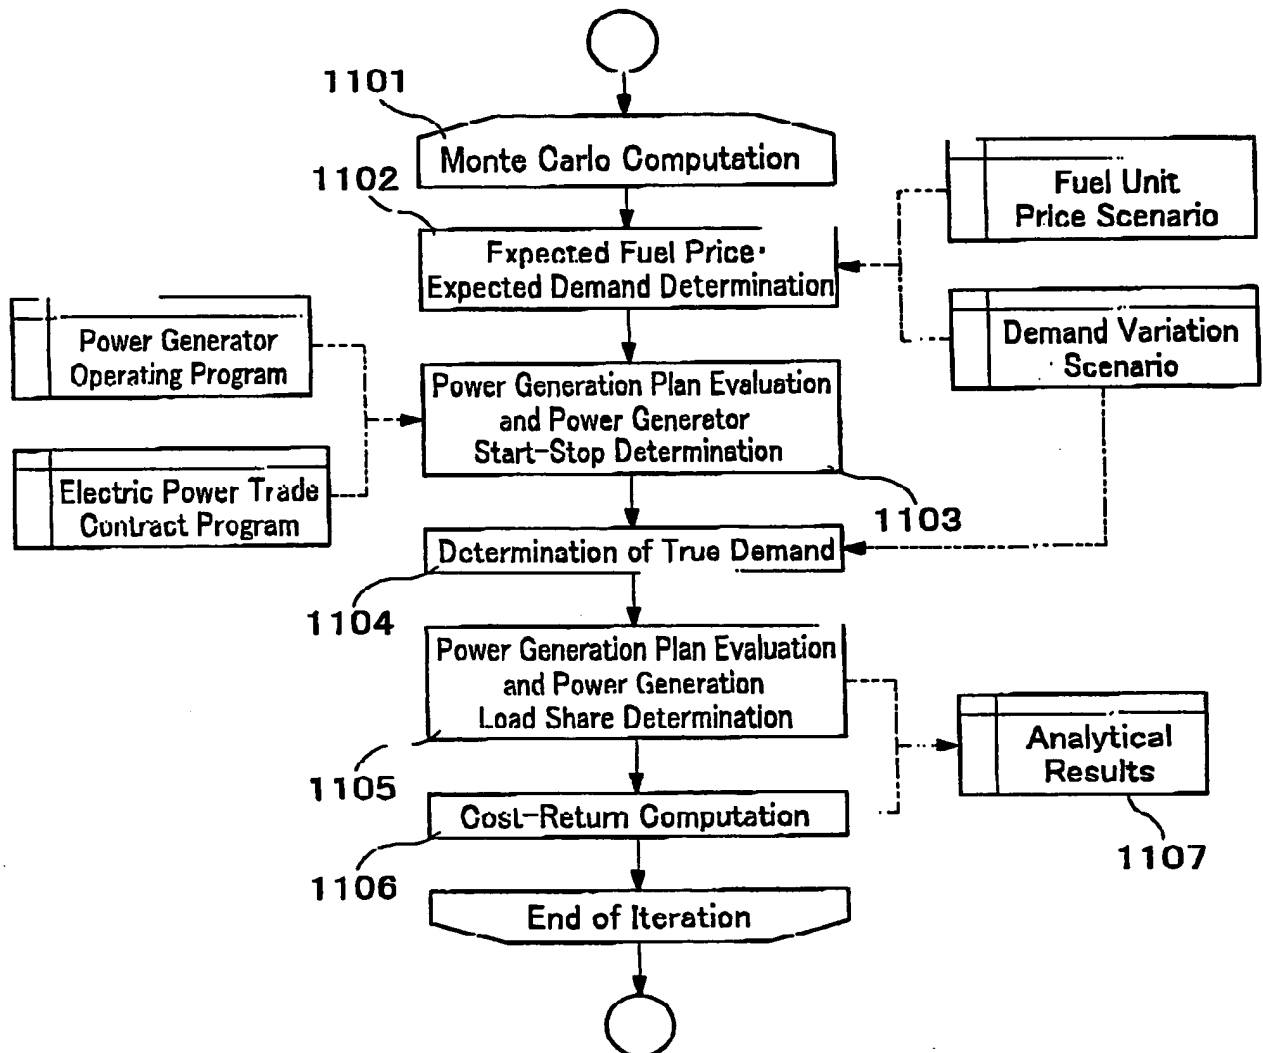 1101
Monte Carlo Computation
1102
Expected Fuel Price·
Expected Demand Determination
Fuel Unit
Price Scenario
Demand Variation
Scenario
Power Generator
Operating Program
Electric Power Trade
Contract Program
Power Generation Plan Evaluation
and Power Generator
Start-Stop Determination
1103
Determination of True Demand
1104
Power Generation Plan Evaluation
and Power Generation
Load Share Determination
1105
Analytical
Results
1107
Cost-Return Computation
1106
End of Iteration